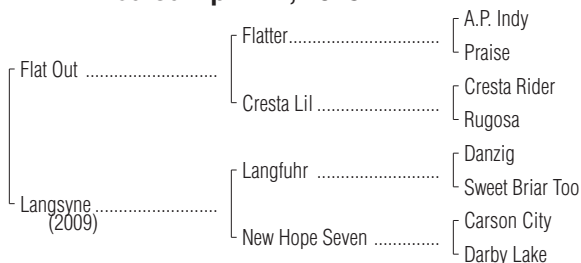 A.P. Indy
Flatter
Praise
Flat Out
Cresta Rider
Cresta Lil
Rugosa
Danzig
Langfuhr
Sweet Briar Too
Langsyne
(2009)
Carson City
New Hope Seven
Darby Lake